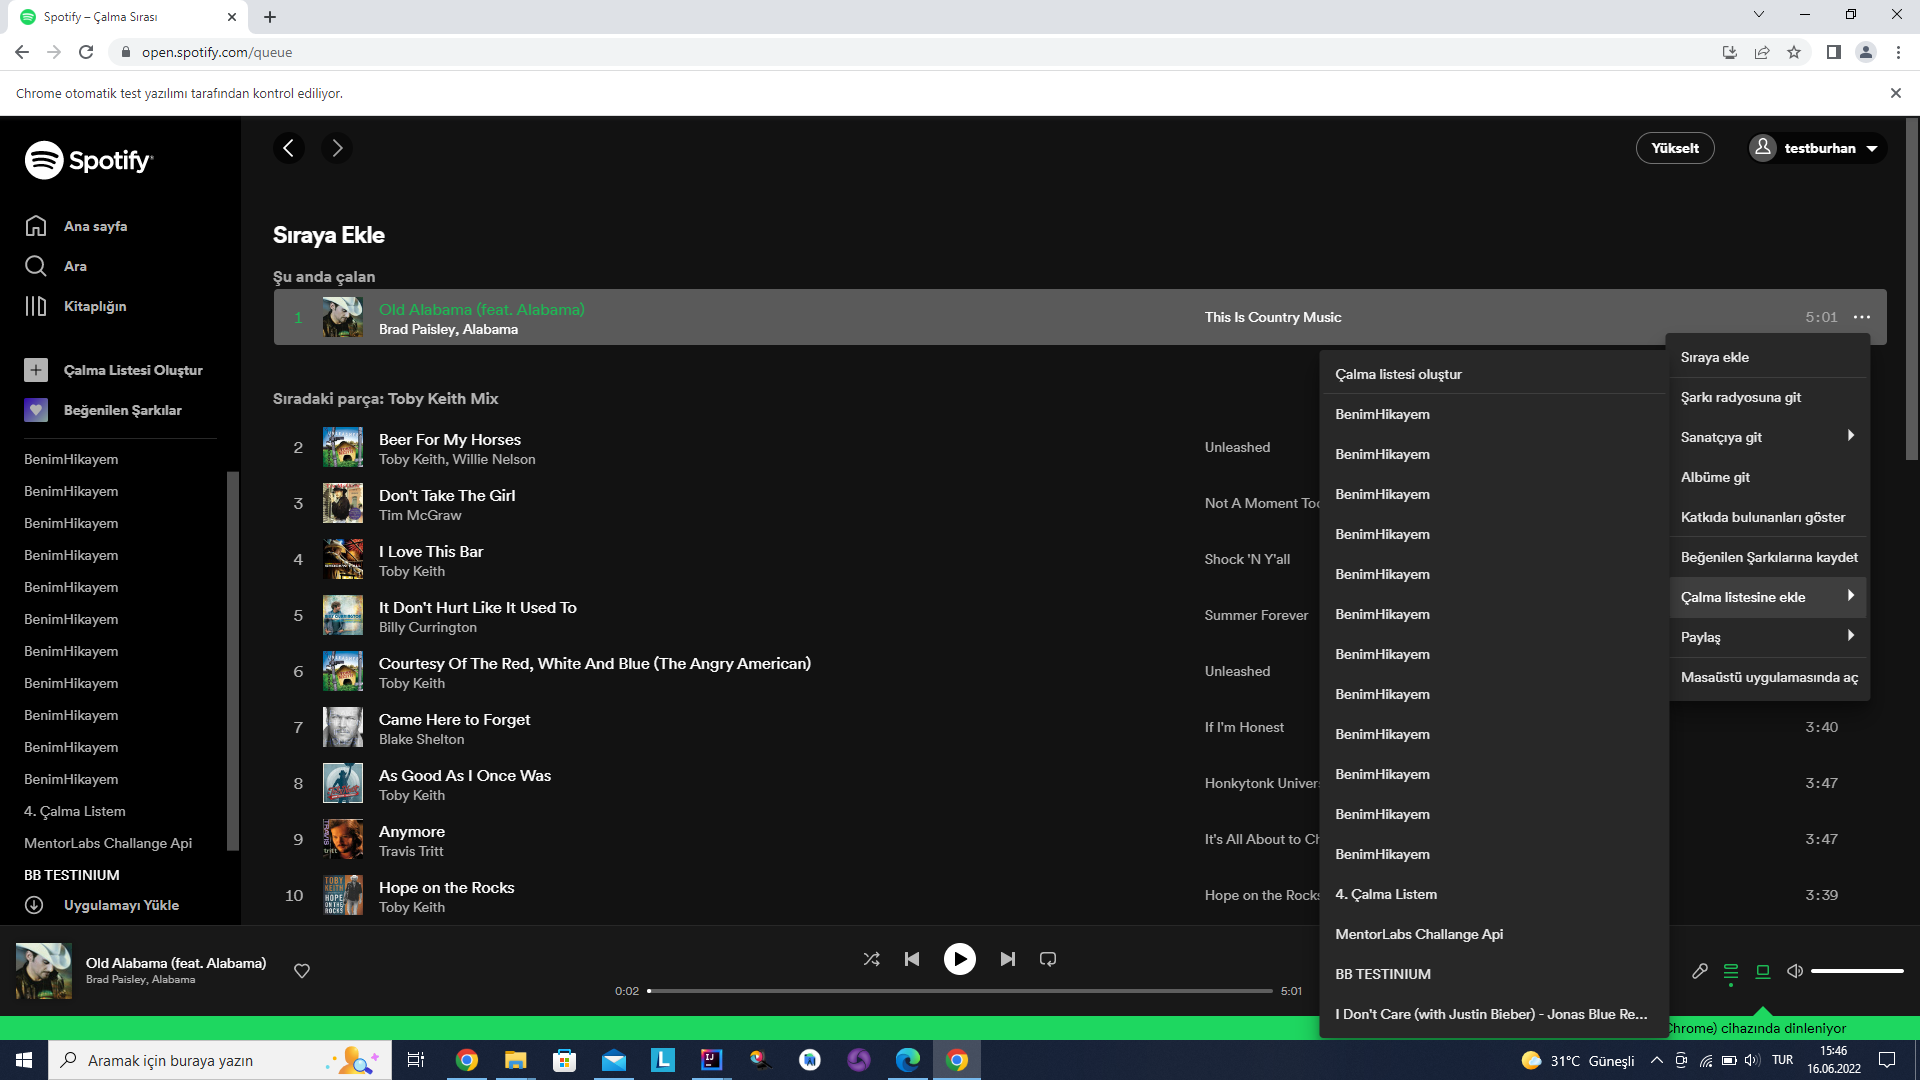 Spotify – Çalma Sırası
open.spotify.com/queue
Chrome otomatik test yazılımı tarafından kontrol ediliyor.
Spotify
Ana sayfa
Ara
Kitaplığın
Çalma Listesi Oluştur
Beğenilen Şarkılar
BenimHikayem
BenimHikayem
BenimHikayem
BenimHikayem
BenimHikayem
BenimHikayem
BenimHikayem
BenimHikayem
BenimHikayem
BenimHikayem
BenimHikayem
4. Çalma Listem
MentorLabs Challange Api
BB TESTINIUM
Uygulamayı Yükle
Yükselt
testburhan
Sıraya Ekle
Şu anda çalan
1
Old Alabama (feat. Alabama)
Brad Paisley, Alabama
This Is Country Music
5:01
Sıradaki parça: Toby Keith Mix
2
Beer For My Horses
Toby Keith, Willie Nelson
Unleashed
3
Don't Take The Girl
Tim McGraw
Not A Moment Too
4
I Love This Bar
Toby Keith
Shock 'N Y'all
5
It Don't Hurt Like It Used To
Billy Currington
Summer Forever
6
Courtesy Of The Red, White And Blue (The Angry American)
Toby Keith
Unleashed
7
Came Here to Forget
Blake Shelton
If I'm Honest
3:40
8
As Good As I Once Was
Toby Keith
Honkytonk Univer
3:47
9
Anymore
Travis Tritt
It's All About to Ch
3:47
10
Hope on the Rocks
Toby Keith
Hope on the Rocks
3:39
Çalma listesi oluştur
BenimHikayem
BenimHikayem
BenimHikayem
BenimHikayem
BenimHikayem
BenimHikayem
BenimHikayem
BenimHikayem
BenimHikayem
BenimHikayem
BenimHikayem
BenimHikayem
4. Çalma Listem
MentorLabs Challange Api
BB TESTINIUM
I Don't Care (with Justin Bieber) - Jonas Blue Re...
Sıraya ekle
Şarkı radyosuna git
Sanatçıya git
Albüme git
Katkıda bulunanları göster
Beğenilen Şarkılarına kaydet
Çalma listesine ekle
Paylaş
Masaüstü uygulamasında aç
Old Alabama (feat. Alabama)
Brad Paisley, Alabama
0:02
5:01
Chrome) cihazında dinleniyor
Aramak için buraya yazın
31°C Güneşli
TUR
15:46
16.06.2022